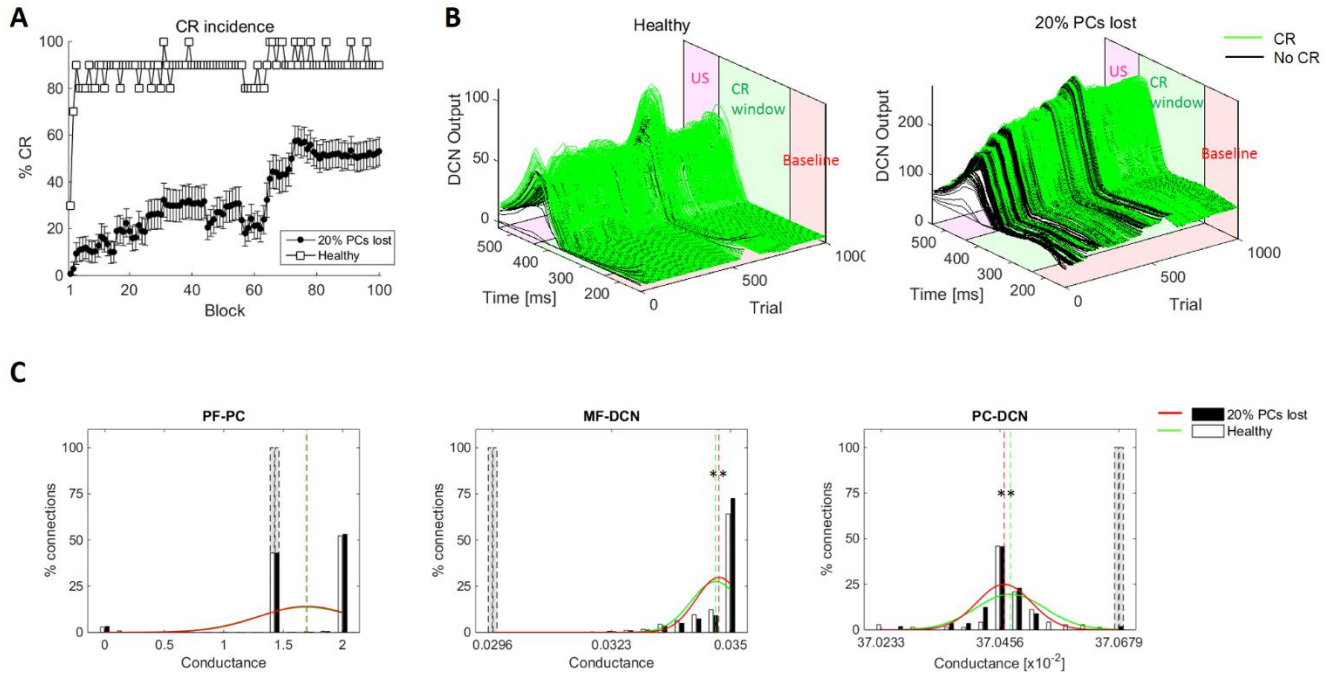 A
CR incidence
100
80
60
40
20
0
% CR
1 20 40 60 80 100
Block
20% PCs lost
Healthy
B
Healthy
US
CR
window
Baseline
100
50
0
DCN Output
500
400
300
200
Time [ms]
0
500
1000
Trial
20% PCs lost
US
CR
window
Baseline
200
100
0
DCN Output
500
400
300
200
Time [ms]
0
500
1000
Trial
CR
No CR
C
PF-PC
100
75
50
25
0
% connections
0 0.5 1 1.5 2
Conductance
MF-DCN
100
75
50
25
0
% connections
**
0.0296 0.0323 0.035
Conductance
PC-DCN
100
75
50
25
0
% connections
**
37.0233 37.0456 37.0679
Conductance [x10⁻²]
20% PCs lost
Healthy